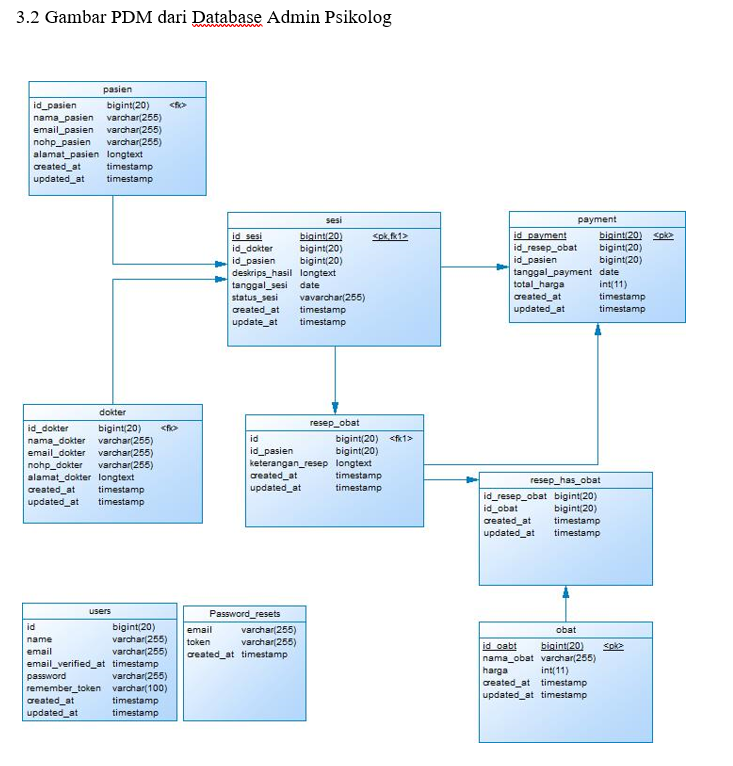 3.2 Gambar PDM dari Database Admin Psikolog
pasien
id_pasien bigint(20) <fk>
nama_pasien varchar(255)
email_pasien varchar(255)
nohp_pasien varchar(255)
alamat_pasien longtext
created_at timestamp
updated_at timestamp
sesi
id_sesi bigint(20) <pk,fk1>
id_dokter bigint(20)
id_pasien bigint(20)
deskrips_hasil longtext
tanggal_sesi date
status_sesi vavarchar(255)
created_at timestamp
update_at timestamp
payment
id_payment bigint(20) <pk>
id_resep_obat bigint(20)
id_pasien bigint(20)
tanggal_payment date
total_harga int(11)
created_at timestamp
updated_at timestamp
dokter
id_dokter bigint(20) <fk>
nama_dokter varchar(255)
email_dokter varchar(255)
nohp_dokter varchar(255)
alamat_dokter longtext
created_at timestamp
updated_at timestamp
resep_obat
id bigint(20) <fk1>
id_pasien bigint(20)
keterangan_resep longtext
created_at timestamp
updated_at timestamp
resep_has_obat
id_resep_obat bigint(20)
id_obat bigint(20)
created_at timestamp
updated_at timestamp
users
id bigint(20)
name varchar(255)
email varchar(255)
email_verified_at timestamp
password varchar(255)
remember_token varchar(100)
created_at timestamp
updated_at timestamp
Password_resets
email varchar(255)
token varchar(255)
created_at timestamp
obat
id_oabt bigint(20) <pk>
nama_obat varchar(255)
harga int(11)
created_at timestamp
updated_at timestamp